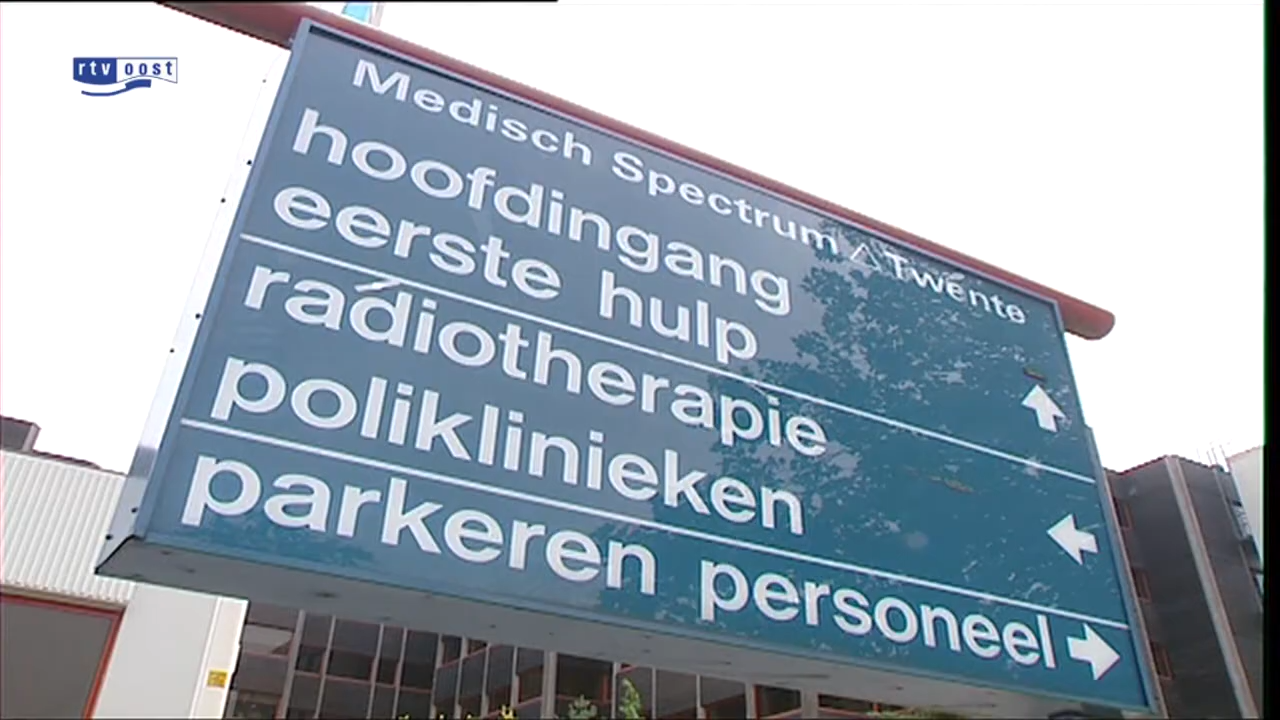 rtv oost
Medisch Spectrum △ Twente
hoofdingang
eerste hulp
radiotherapie
poliklinieken
parkeren personeel